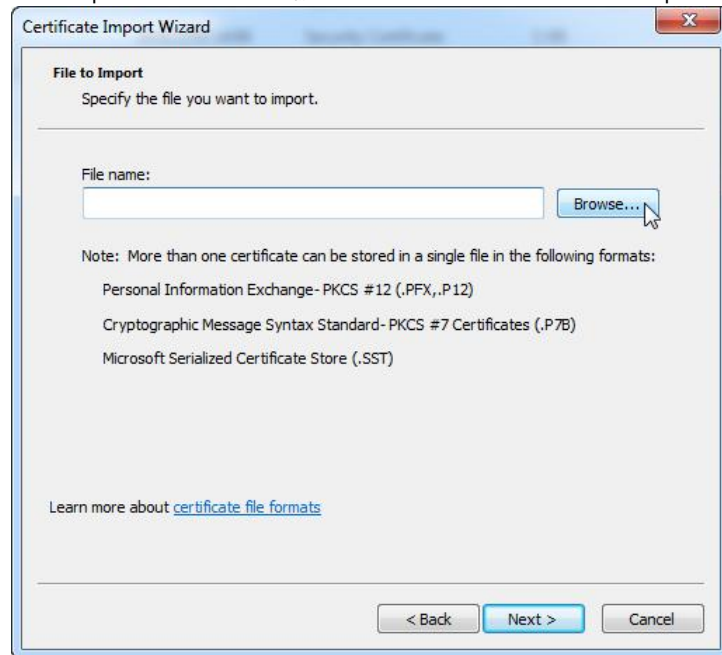 Certificate Import Wizard
File to Import
Specify the file you want to import.
File name:
Browse...
Note: More than one certificate can be stored in a single file in the following formats:
Personal Information Exchange- PKCS #12 (.PFX,.P12)
Cryptographic Message Syntax Standard- PKCS #7 Certificates (.P7B)
Microsoft Serialized Certificate Store (.SST)
Learn more about certificate file formats
< Back Next > Cancel